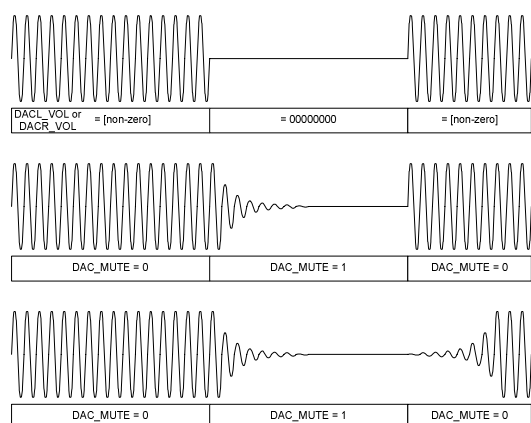 DACL_VOL or
DACR_VOL = [non-zero] = 00000000 = [non-zero]
DAC_MUTE = 0 DAC_MUTE = 1 DAC_MUTE = 0
DAC_MUTE = 0 DAC_MUTE = 1 DAC_MUTE = 0